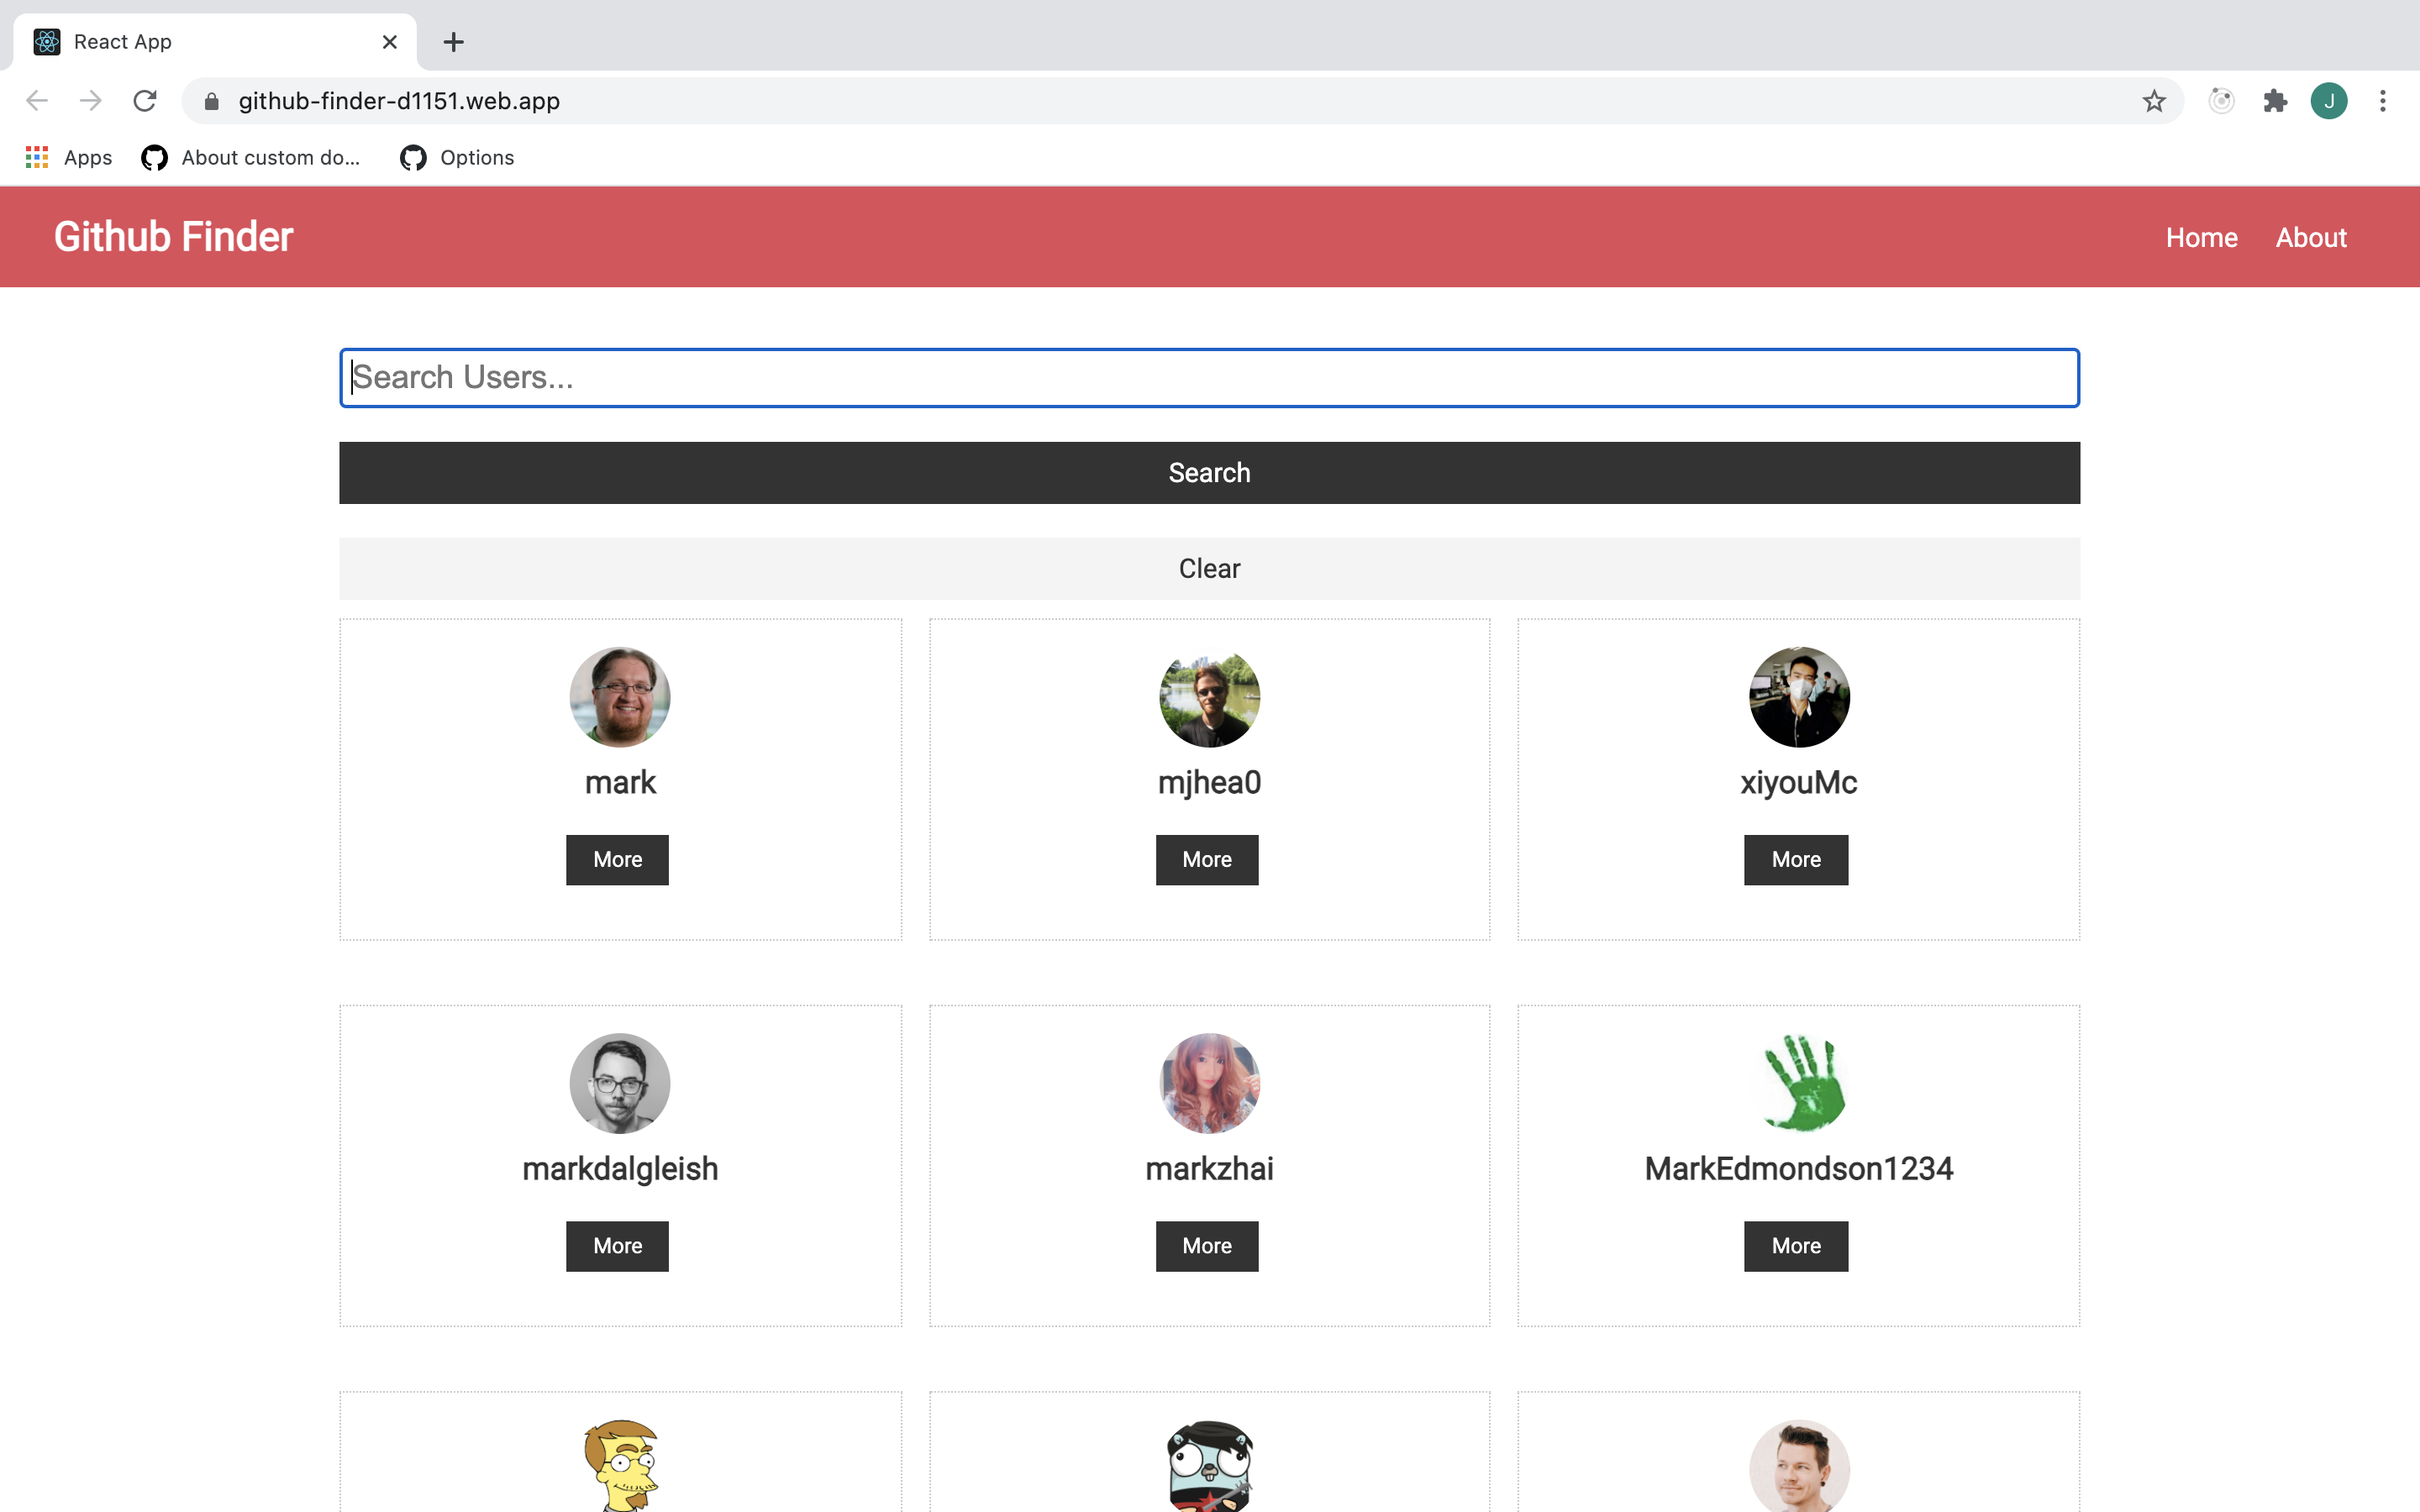 React App
github-finder-d1151.web.app
J
Apps
About custom do...
Options
Github Finder
Home
About
Search Users...
Search
Clear
mark
mjhea0
xiyouMc
More
More
More
markdalgleish
markzhai
MarkEdmondson1234
More
More
More